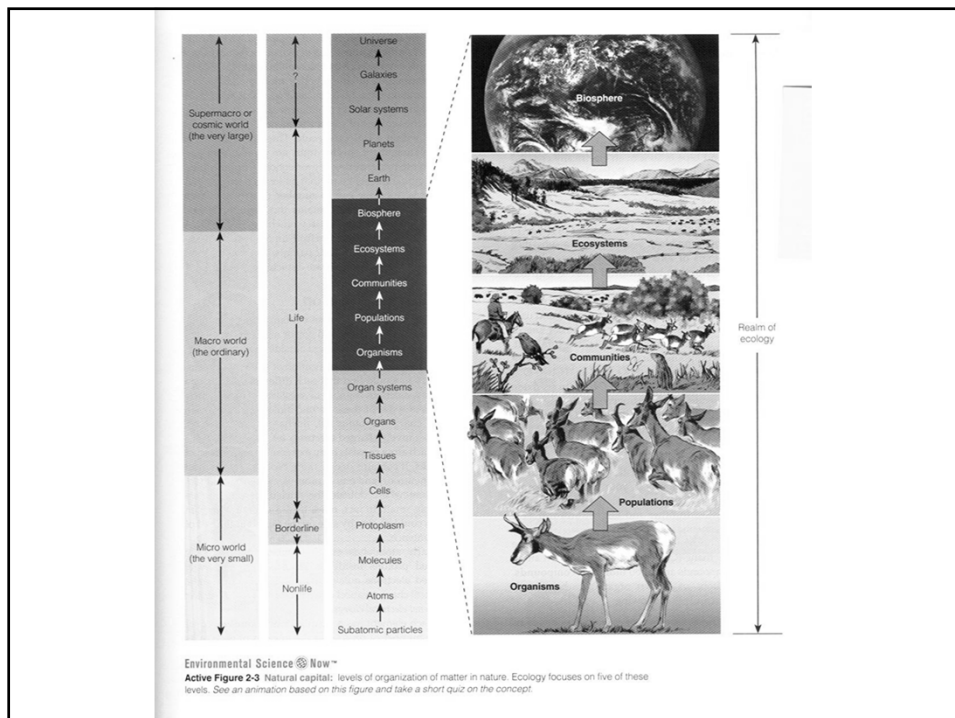 Supermacro or
cosmic world
(the very large)
Macro world
(the ordinary)
Micro world
(the very small)
?
Life
Borderline
Nonlife
Universe
Galaxies
Solar systems
Planets
Earth
Biosphere
Ecosystems
Communities
Populations
Organisms
Organ systems
Organs
Tissues
Cells
Protoplasm
Molecules
Atoms
Subatomic particles
Biosphere
Ecosystems
Communities
Populations
Organisms
Realm of
ecology
Environmental Science Now™
Active Figure 2-3 Natural capital: levels of organization of matter in nature. Ecology focuses on five of these
levels. See an animation based on this figure and take a short quiz on the concept.